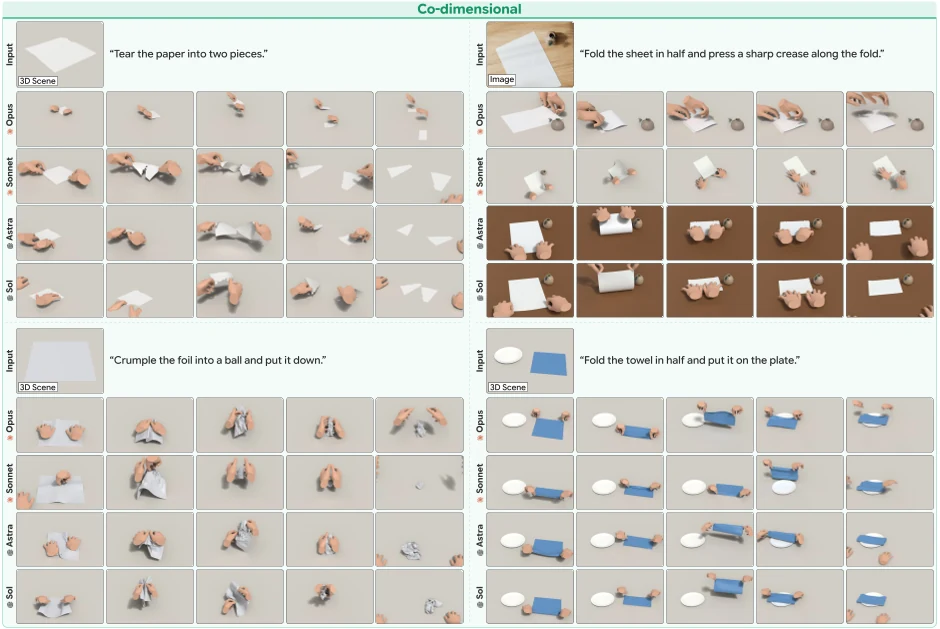 Co-dimensional
Input
3D Scene
“Tear the paper into two pieces.”
Opus
Sonnet
Astra
Sol
Input
Image
“Fold the sheet in half and press a sharp crease along the fold.”
Opus
Sonnet
Astra
Sol
Input
3D Scene
“Crumple the foil into a ball and put it down.”
Opus
Sonnet
Astra
Sol
Input
3D Scene
“Fold the towel in half and put it on the plate.”
Opus
Sonnet
Astra
Sol